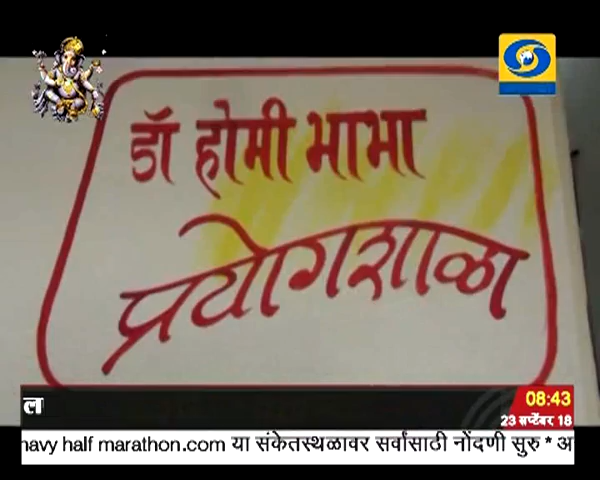 डॉ होमी भाभा
प्रयोगशाळा
ल
08:43
23 सप्टेंबर 18
navy half marathon.com या संकेतस्थळावर सर्वांसाठी नोंदणी सुरु * अ